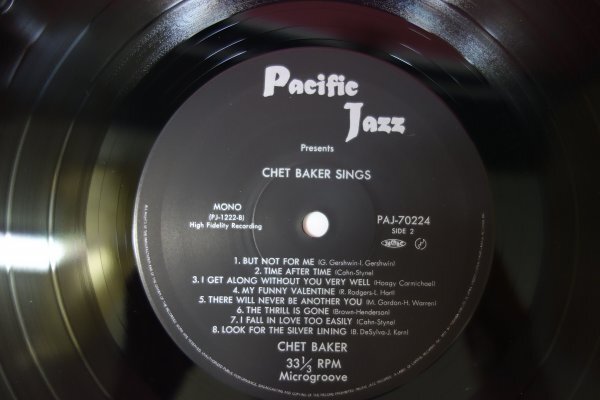 Pacific
Jazz
Presents
CHET BAKER SINGS
MONO
(PJ-1222-B)
High Fidelity Recording
PAJ-70224
SIDE 2
1. BUT NOT FOR ME (G. Gershwin-I. Gershwin)
2. TIME AFTER TIME (Cahn-Styne)
3. I GET ALONG WITHOUT YOU VERY WELL (Hoagy Carmichael)
4. MY FUNNY VALENTINE (R. Rodgers-L. Hart)
5. THERE WILL NEVER BE ANOTHER YOU (M. Gordon-H. Warren)
6. THE THRILL IS GONE (Brown-Henderson)
7. I FALL IN LOVE TOO EASILY (Cahn-Styne)
8. LOOK FOR THE SILVER LINING (B. DeSylva-J. Kern)
CHET BAKER
33 1/3 RPM
Microgroove